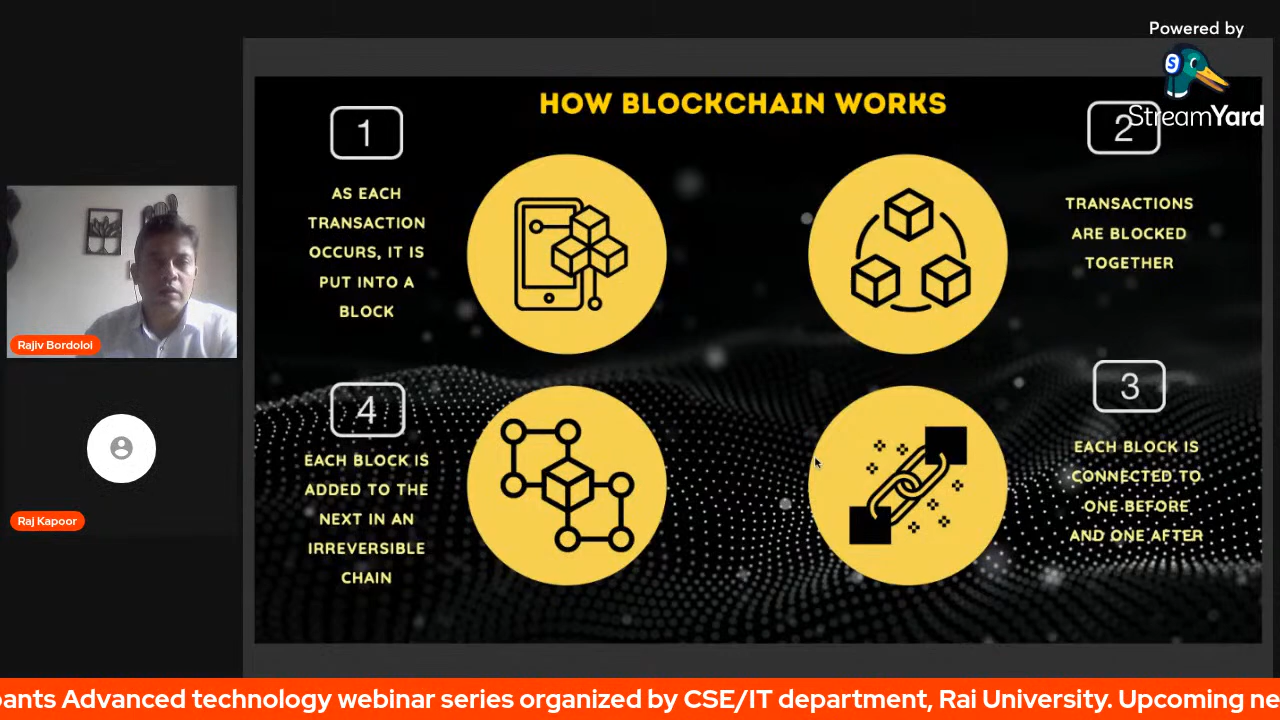 Powered by
StreamYard
S
HOW BLOCKCHAIN WORKS
1
AS EACH
TRANSACTION
OCCURS, IT IS
PUT INTO A
BLOCK
2
TRANSACTIONS
ARE BLOCKED
TOGETHER
3
EACH BLOCK IS
CONNECTED TO
ONE BEFORE
AND ONE AFTER
4
EACH BLOCK IS
ADDED TO THE
NEXT IN AN
IRREVERSIBLE
CHAIN
Rajiv Bordoloi
Raj Kapoor
pants Advanced technology webinar series organized by CSE/IT department, Rai University. Upcoming ne